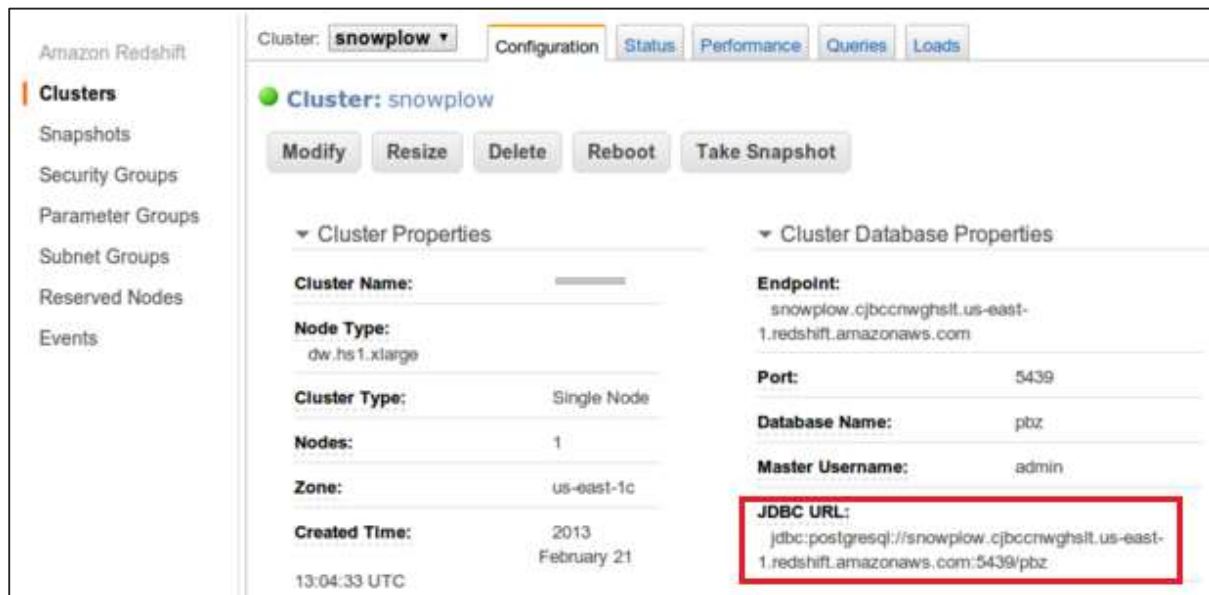 Amazon Redshift
Clusters
Snapshots
Security Groups
Parameter Groups
Subnet Groups
Reserved Nodes
Events
Cluster: snowplow
Configuration
Status
Performance
Queries
Loads
Cluster: snowplow
Modify
Resize
Delete
Reboot
Take Snapshot
Cluster Properties
Cluster Name:
Node Type:
dw.hs1.xlarge
Cluster Type: Single Node
Nodes: 1
Zone: us-east-1c
Created Time: 2013
February 21
13:04:33 UTC
Cluster Database Properties
Endpoint:
snowplow.cjbccnwghslt.us-east-
1.redshift.amazonaws.com
Port: 5439
Database Name: pbz
Master Username: admin
JDBC URL:
jdbc:postgresql://snowplow.cjbccnwghslt.us-east-
1.redshift.amazonaws.com:5439/pbz